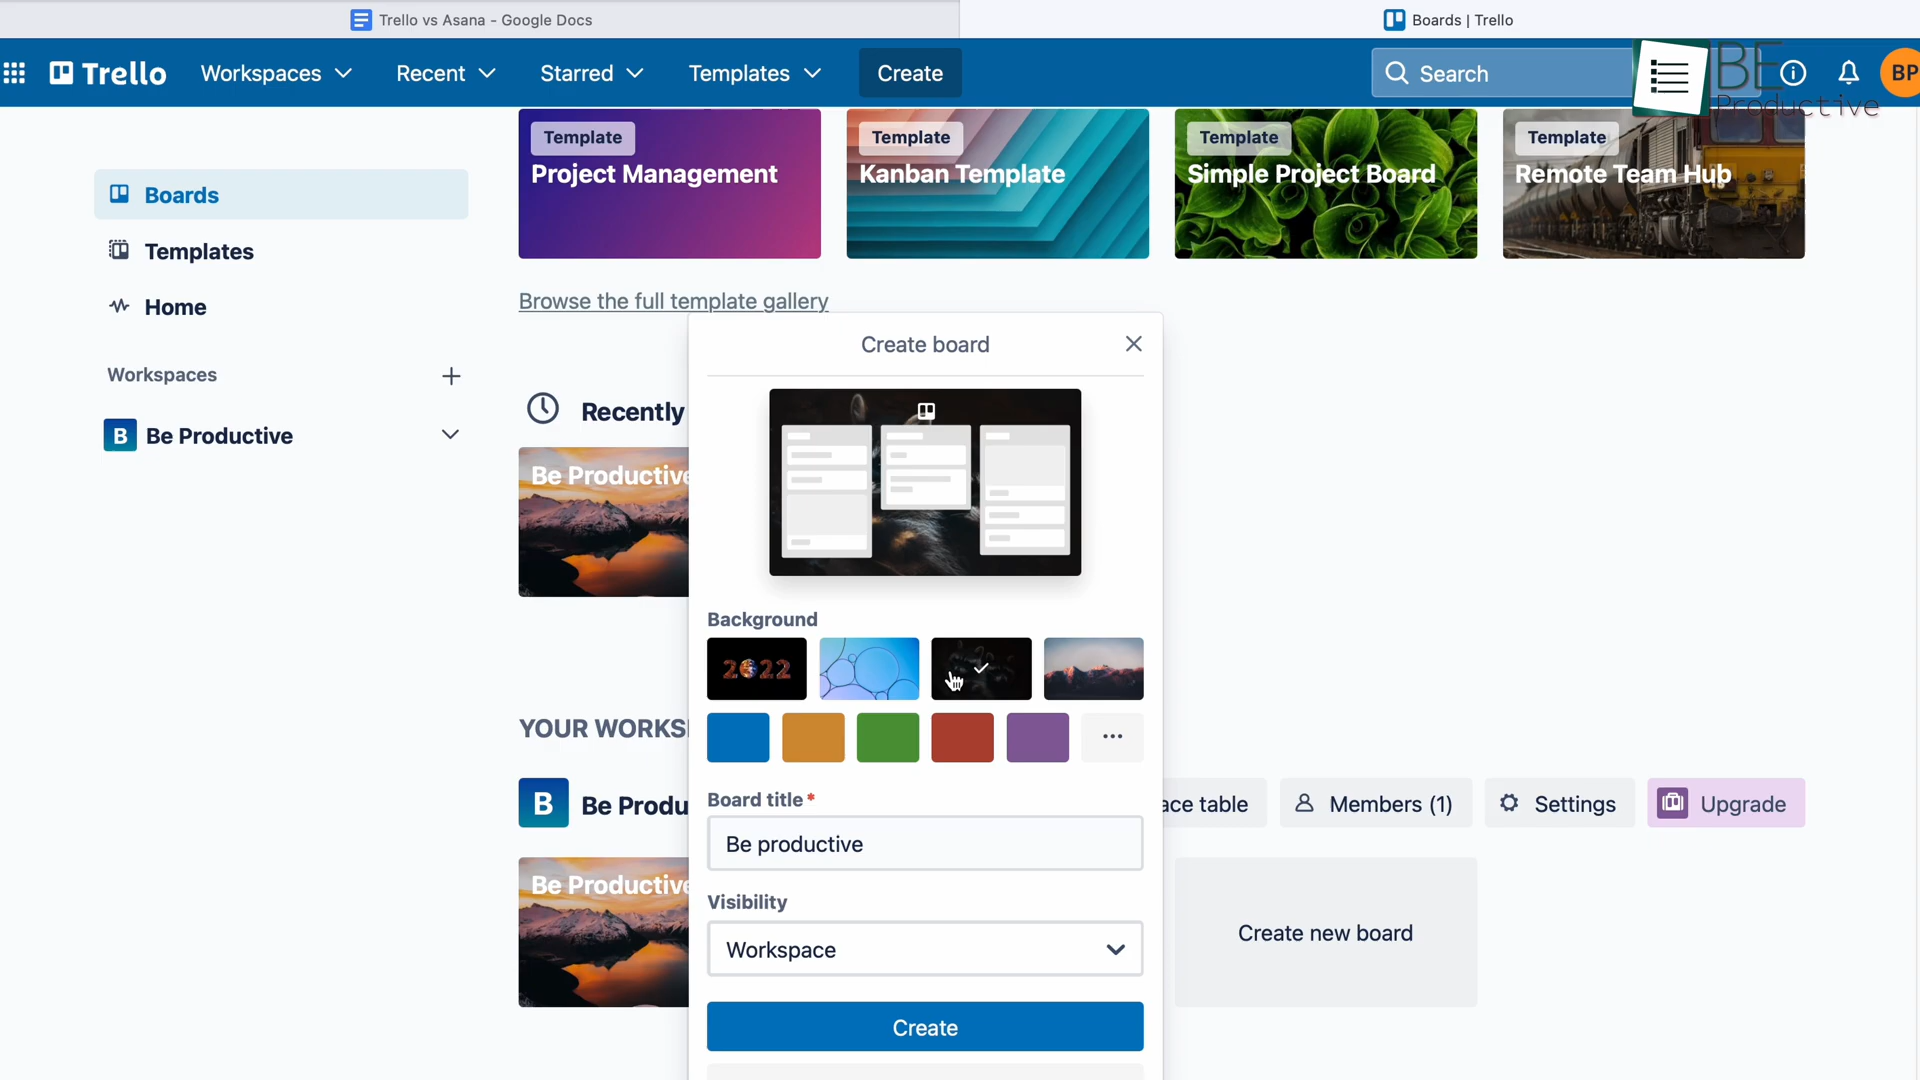 Trello vs Asana - Google Docs
Boards | Trello
Trello
Workspaces
Recent
Starred
Templates
Create
Search
BE
Productive
BP
Template
Project Management
Template
Kanban Template
Template
Simple Project Board
Template
Remote Team Hub
Boards
Templates
Home
Browse the full template gallery
Workspaces
B Be Productive
Create board
Recently
Be Productive
Background
2022
YOUR WORKS
B Be Produ
ace table
Members (1)
Settings
Upgrade
Board title *
Be productive
Be Productive
Visibility
Workspace
Create new board
Create